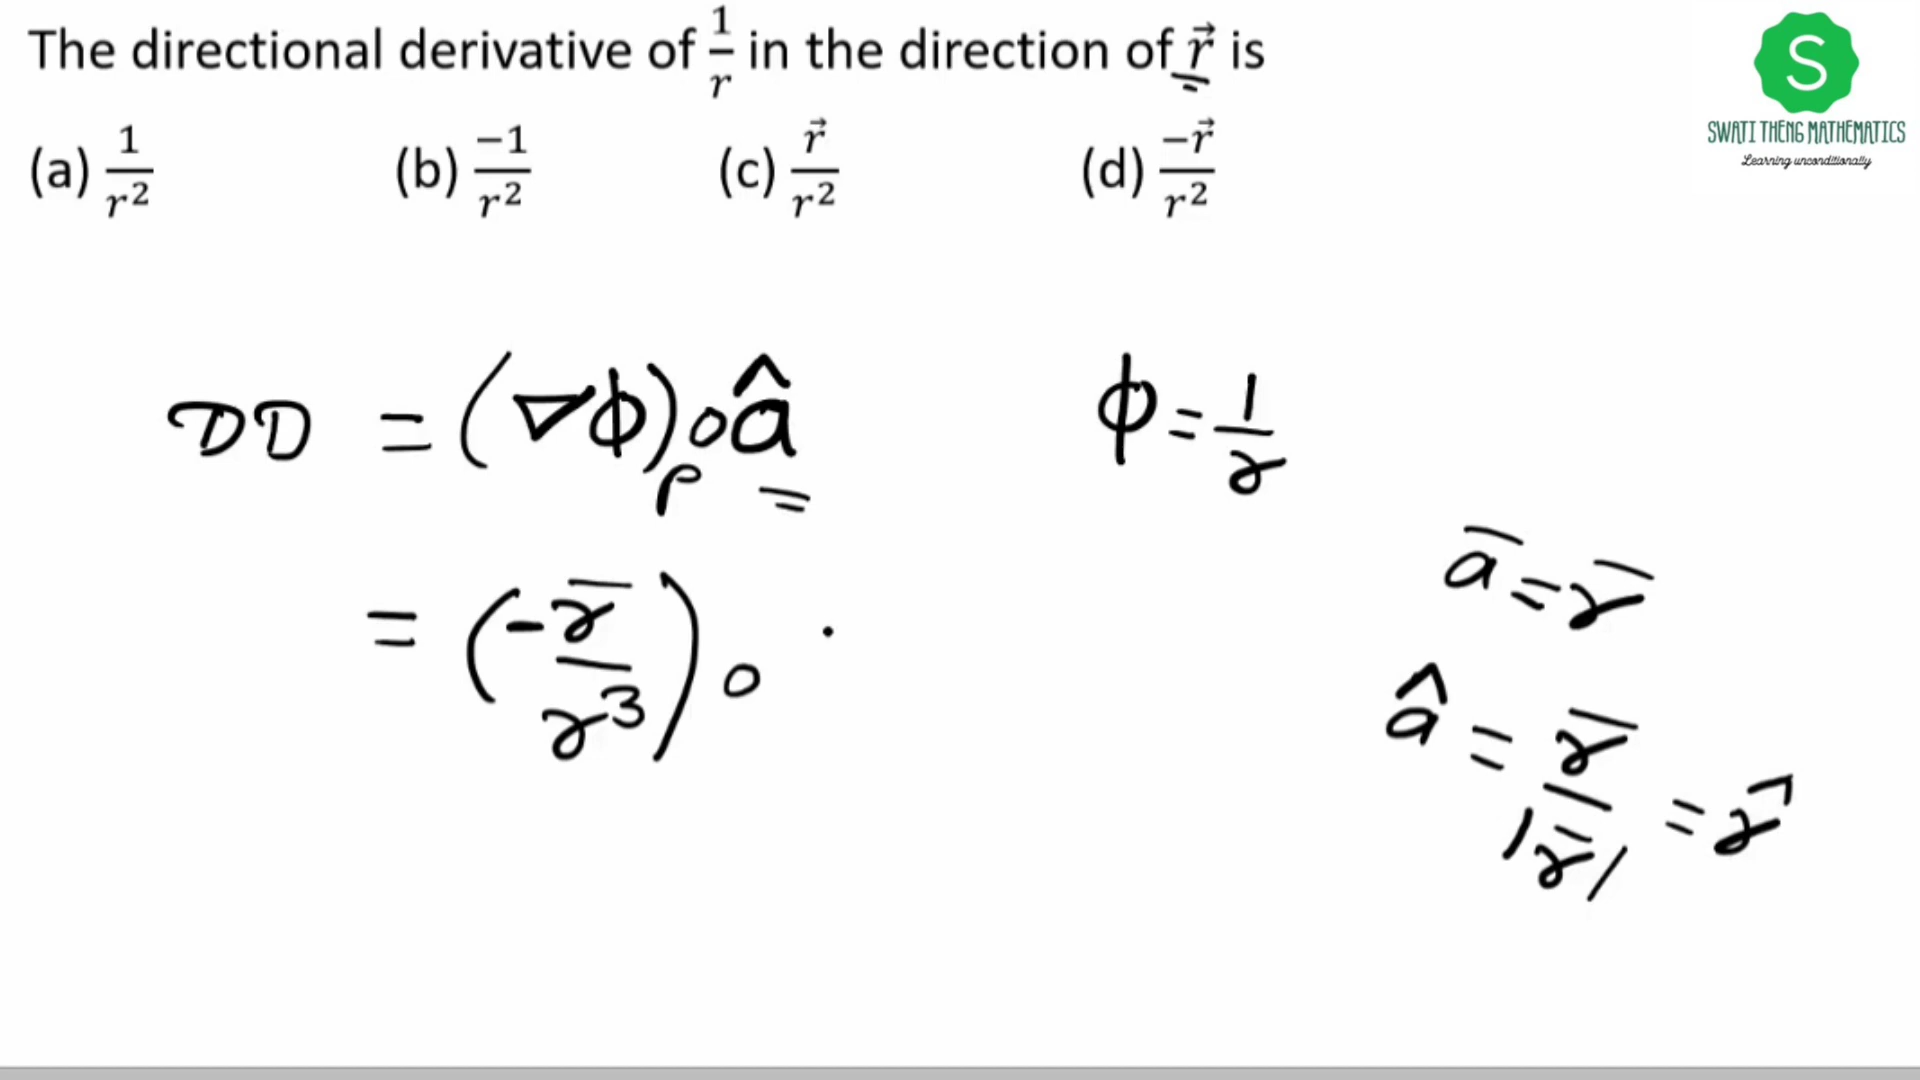 The directional derivative of 1/r in the direction of r⃗ is
(a) 1/r² (b) −1/r² (c) r⃗/r² (d) −r⃗/r²
S
SWATI THENG MATHEMATICS
Learning unconditionally
DD = (∇ϕ)ₚ∘â
ϕ = 1/r
= (−r̄/r³)∘
a̅ = r̅
â = r̅/|r̅| = r̂